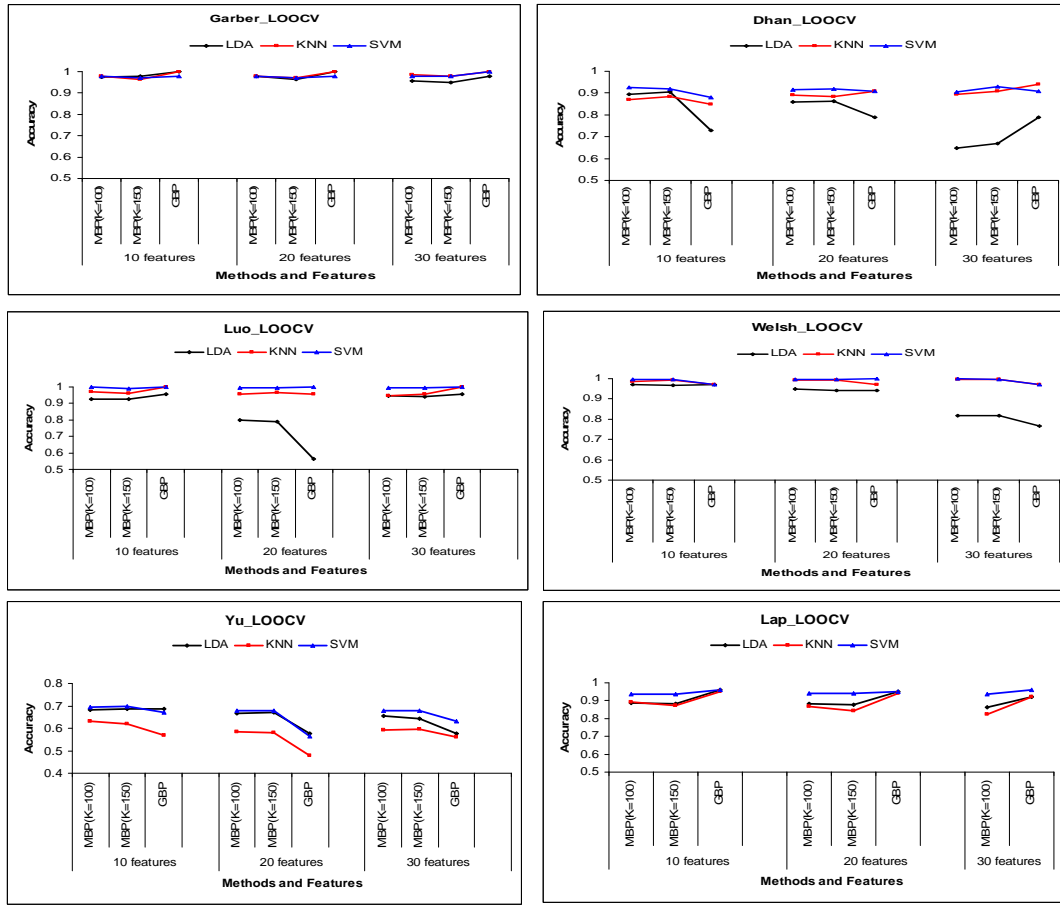 Garber_LOOCV
LDA KNN SVM
Accuracy
1
0.9
0.8
0.7
0.6
0.5
MBP(K=100) MBP(K=150) GBP MBP(K=100) MBP(K=150) GBP MBP(K=100) MBP(K=150) GBP
10 features 20 features 30 features
Methods and Features
Dhan_LOOCV
LDA KNN SVM
Accuracy
1
0.9
0.8
0.7
0.6
0.5
MBP(K=100) MBP(K=150) GBP MBP(K=100) MBP(K=150) GBP MBP(K=100) MBP(K=150) GBP
10 features 20 features 30 features
Methods and Features
Luo_LOOCV
LDA KNN SVM
Accuracy
1
0.9
0.8
0.7
0.6
0.5
MBP(K=100) MBP(K=150) GBP MBP(K=100) MBP(K=150) GBP MBP(K=100) MBP(K=150) GBP
10 features 20 features 30 features
Methods and Features
Welsh_LOOCV
LDA KNN SVM
Accuracy
1
0.9
0.8
0.7
0.6
0.5
MBP(K=100) MBP(K=150) GBP MBP(K=100) MBP(K=150) GBP MBP(K=100) MBP(K=150) GBP
10 features 20 features 30 features
Methods and Features
Yu_LOOCV
LDA KNN SVM
Accuracy
0.8
0.7
0.6
0.5
0.4
MBP(K=100) MBP(K=150) GBP MBP(K=100) MBP(K=150) GBP MBP(K=100) MBP(K=150) GBP
10 features 20 features 30 features
Methods and Features
Lap_LOOCV
LDA KNN SVM
Accuracy
1
0.9
0.8
0.7
0.6
0.5
MBP(K=100) MBP(K=150) GBP MBP(K=100) MBP(K=150) GBP MBP(K=100) GBP
10 features 20 features 30 features
Methods and Features